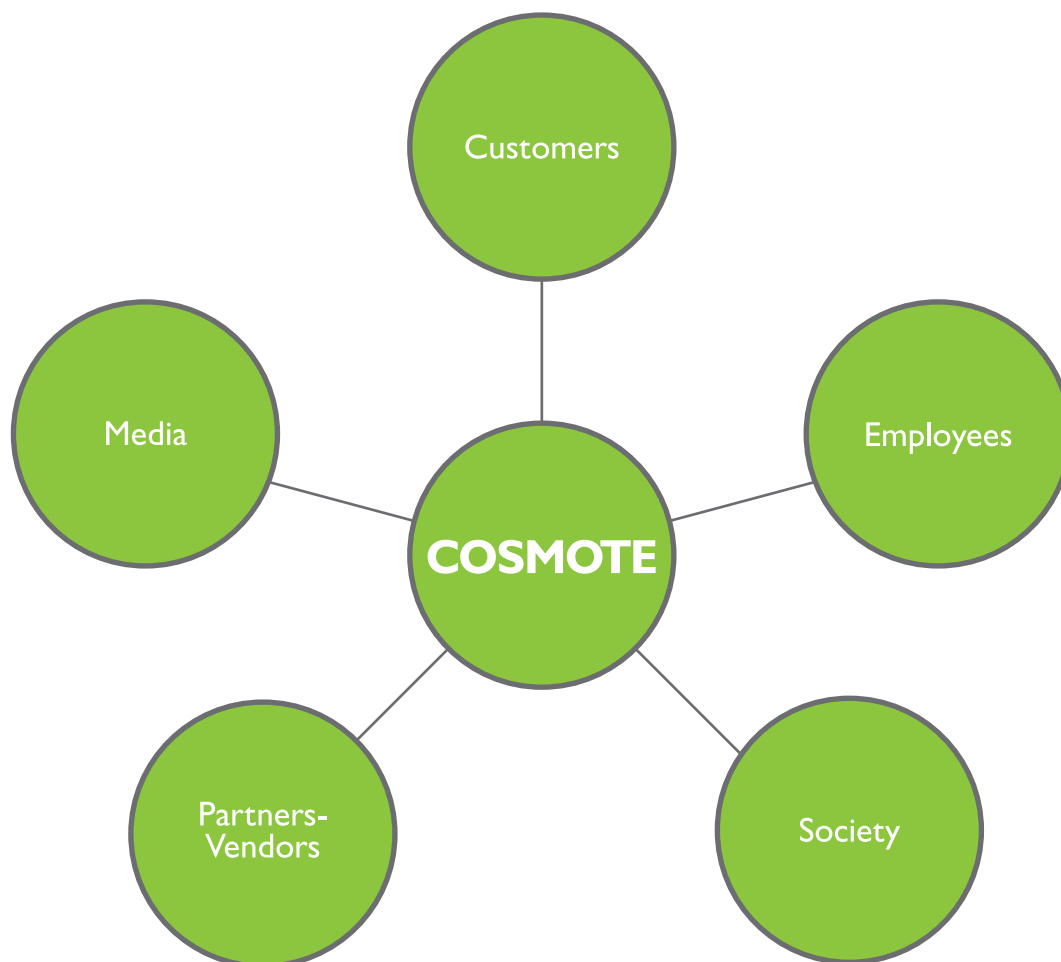 Customers
Media
Employees
COSMOTE
Partners-
Vendors
Society